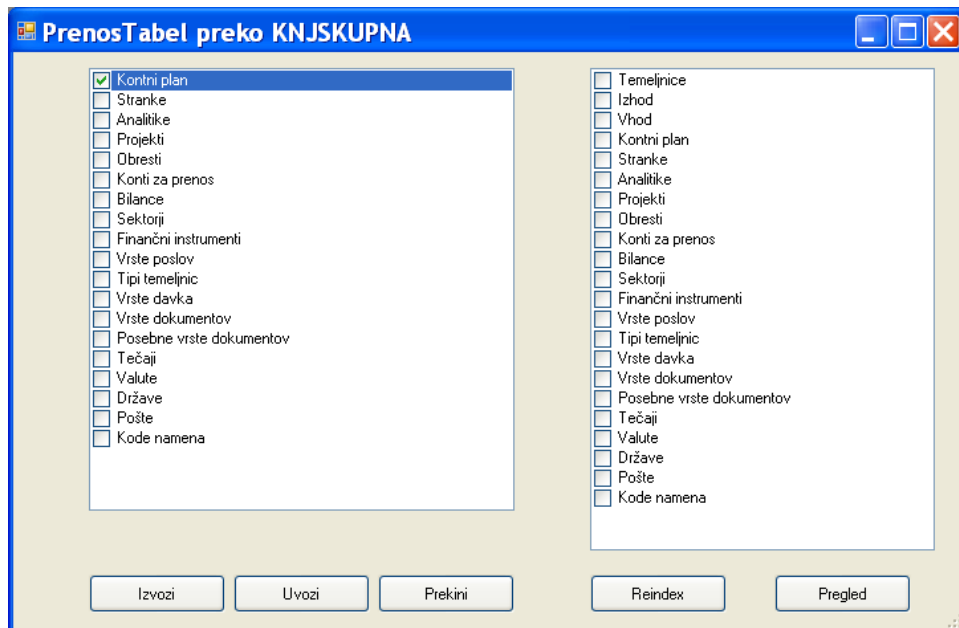 PrenosTabel preko KNJSKUPNA
Kontni plan
Stranke
Analitike
Projekti
Obresti
Konti za prenos
Bilance
Sektorji
Finančni instrumenti
Vrste poslov
Tipi temeljnic
Vrste davka
Vrste dokumentov
Posebne vrste dokumentov
Tečaji
Valute
Države
Pošte
Kode namena
Temeljnice
Izhod
Vhod
Kontni plan
Stranke
Analitike
Projekti
Obresti
Konti za prenos
Bilance
Sektorji
Finančni instrumenti
Vrste poslov
Tipi temeljnic
Vrste davka
Vrste dokumentov
Posebne vrste dokumentov
Tečaji
Valute
Države
Pošte
Kode namena
Izvozi Uvozi Prekini Reindex Pregled